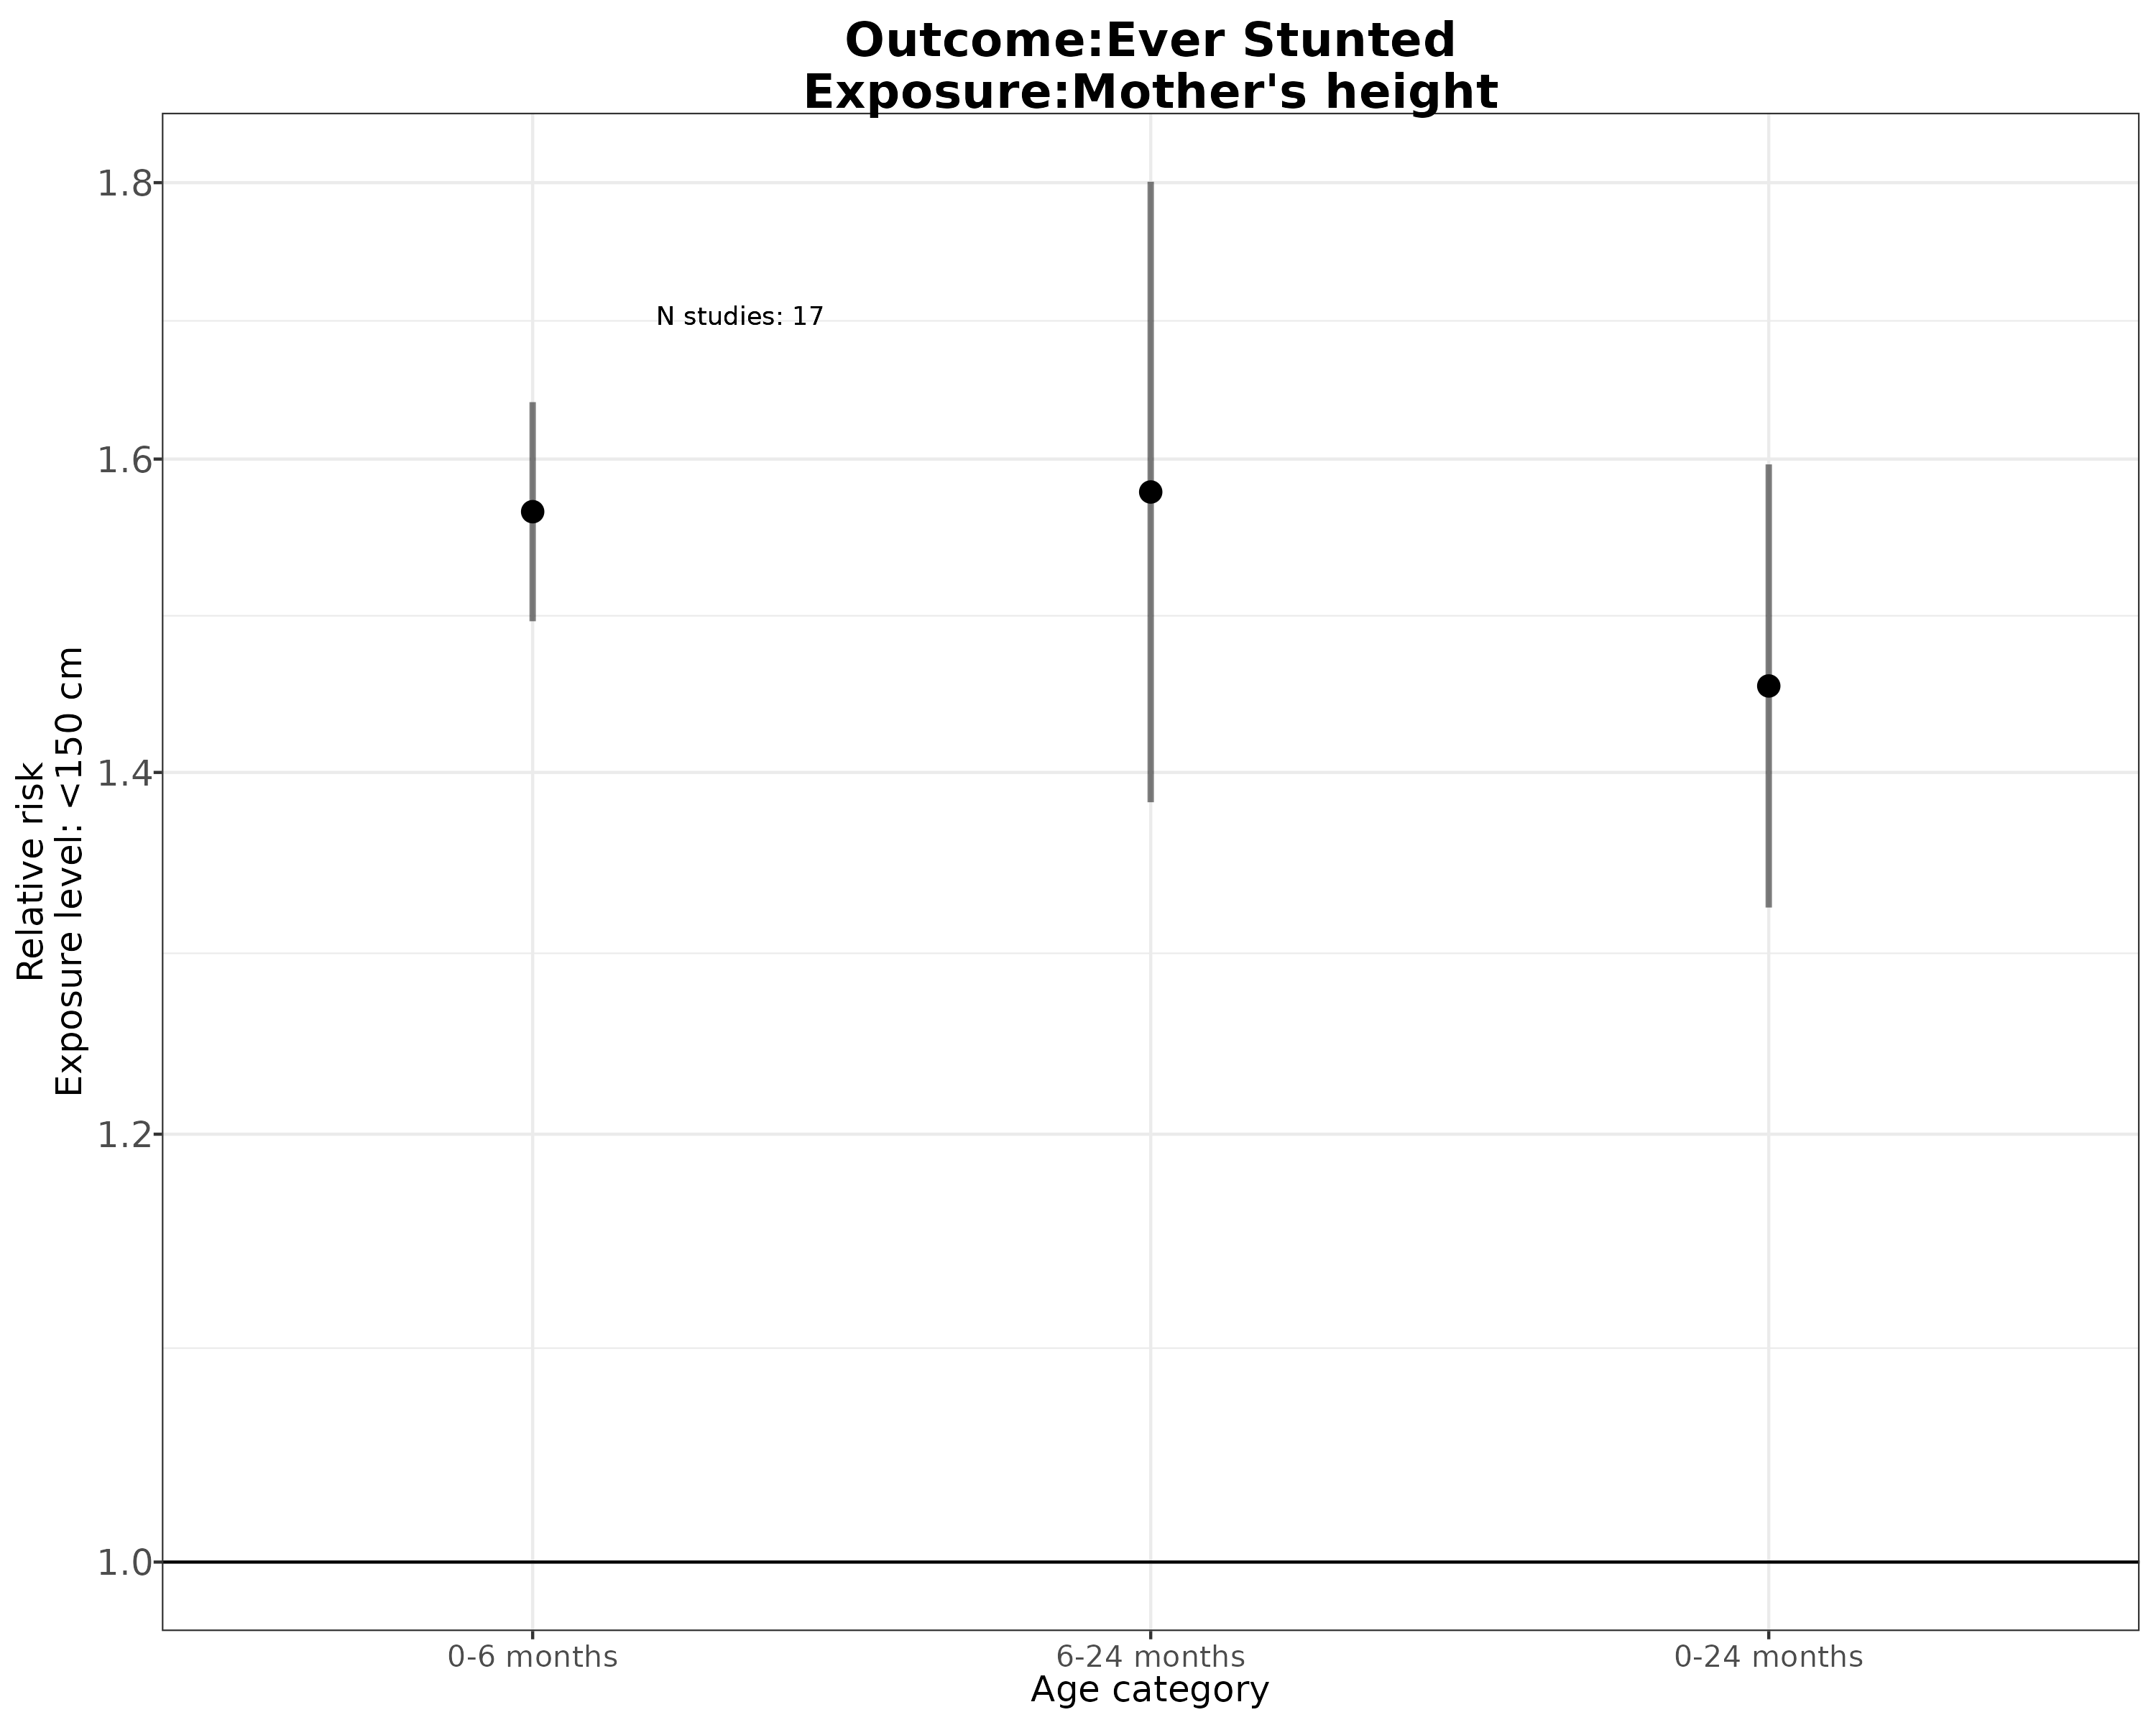 Outcome:Ever Stunted
Exposure:Mother's height
Relative risk
Exposure level: <150 cm
1.8
1.6
1.4
1.2
1.0
N studies: 17
0-6 months
6-24 months
0-24 months
Age category